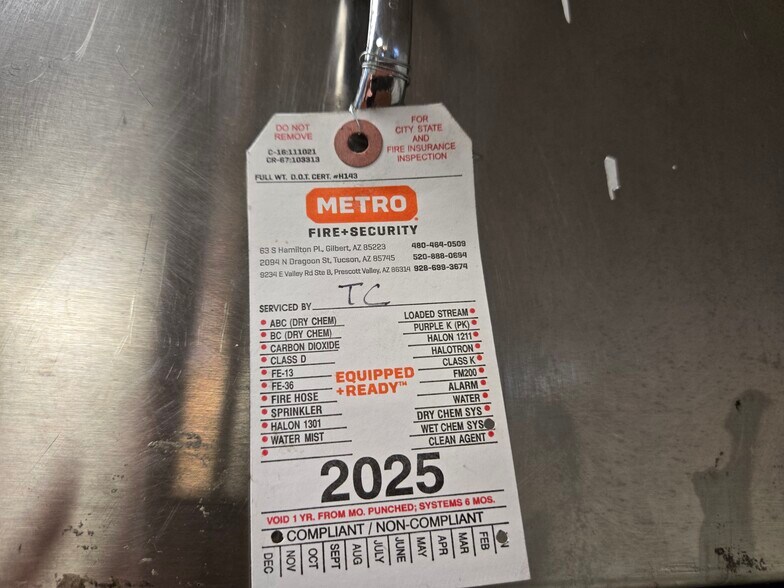 DO NOT
REMOVE
FOR
CITY STATE
AND
FIRE INSURANCE
INSPECTION
C-16:111021
CR-67:103313
FULL WT. D.O.T. CERT. #H143
METRO
FIRE+SECURITY
63 S Hamilton Pl., Gilbert, AZ 85223 480-464-0509
2094 N Dragoon St, Tucson, AZ 85745 520-888-0694
9234 E Valley Rd Ste B, Prescott Valley, AZ 86314 928-699-3674
SERVICED BY TC
ABC (DRY CHEM)
BC (DRY CHEM)
CARBON DIOXIDE
CLASS D
FE-13
FE-36
FIRE HOSE
SPRINKLER
HALON 1301
WATER MIST
EQUIPPED
+READY™
LOADED STREAM
PURPLE K (PK)
HALON 1211
HALOTRON
CLASS K
FM200
ALARM
WATER
DRY CHEM SYS
WET CHEM SYS
CLEAN AGENT
2025
VOID 1 YR. FROM MO. PUNCHED; SYSTEMS 6 MOS.
COMPLIANT / NON-COMPLIANT
DEC
NOV
OCT
SEPT
AUG
JULY
JUNE
MAY
APR
MAR
FEB